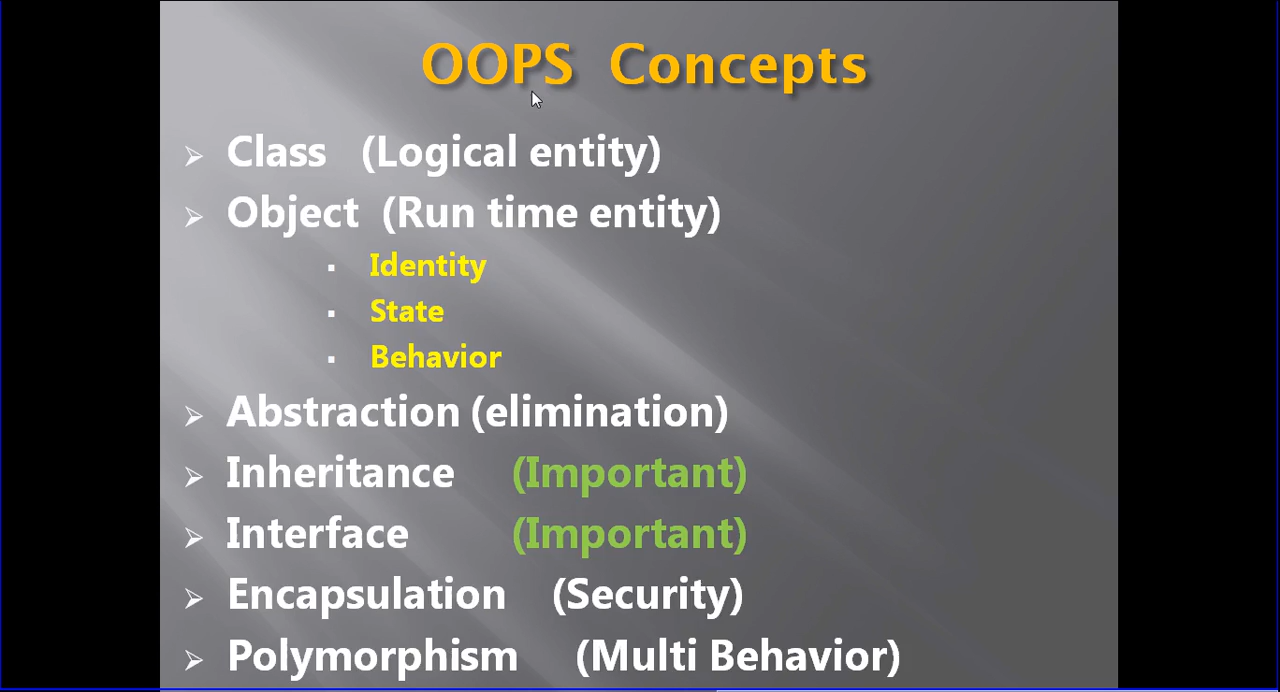 OOPS Concepts
Class (Logical entity)
Object (Run time entity)
Identity
State
Behavior
Abstraction (elimination)
Inheritance (Important)
Interface (Important)
Encapsulation (Security)
Polymorphism (Multi Behavior)